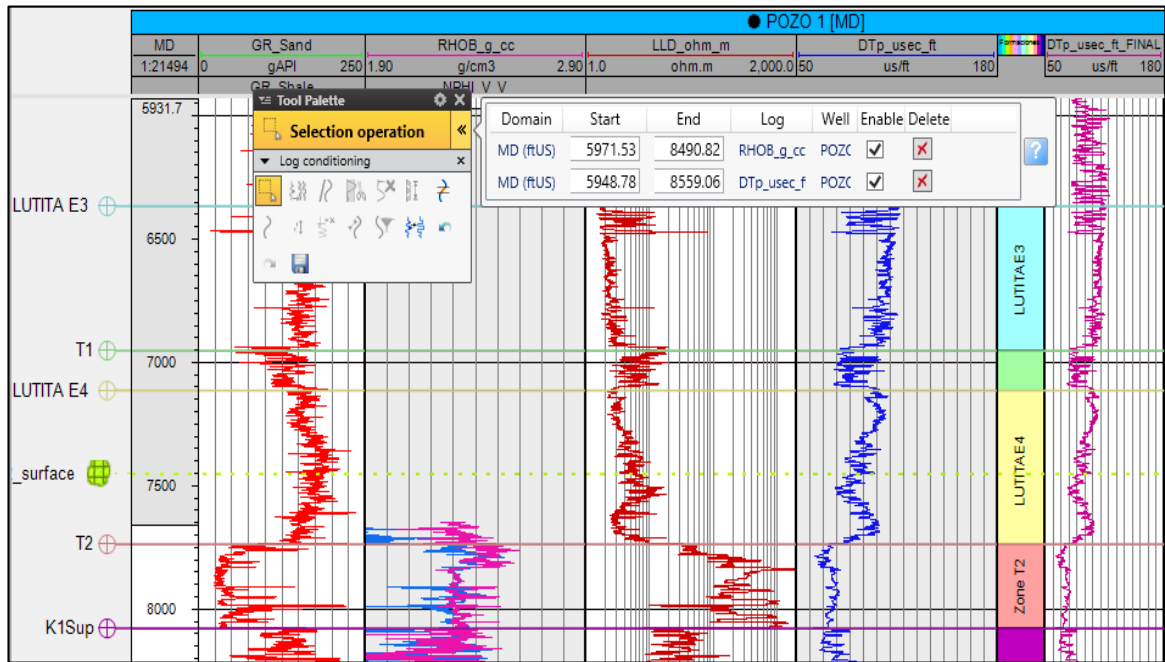 POZO 1 [MD]
MD GR_Sand RHOB_g_cc LLD_ohm_m DTp_usec_ft Formaciones DTp_usec_ft_FINAL
1:21494 0 gAPI 250 1.90 g/cm3 2.90 1.0 ohm.m 2,000.0 50 us/ft 180 50 us/ft 180
GR_Shale NPHI_V_V
Tool Palette
Selection operation «
Log conditioning
Domain Start End Log Well Enable Delete
MD (ftUS) 5971.53 8490.82 RHOB_g_cc POZ(
MD (ftUS) 5948.78 8559.06 DTp_usec_f POZ(
?
5931.7
LUTITA E3
6500
LUTITA E3
T1
7000
LUTITA E4
_surface
LUTITA E4
7500
T2
Zone T2
8000
K1Sup